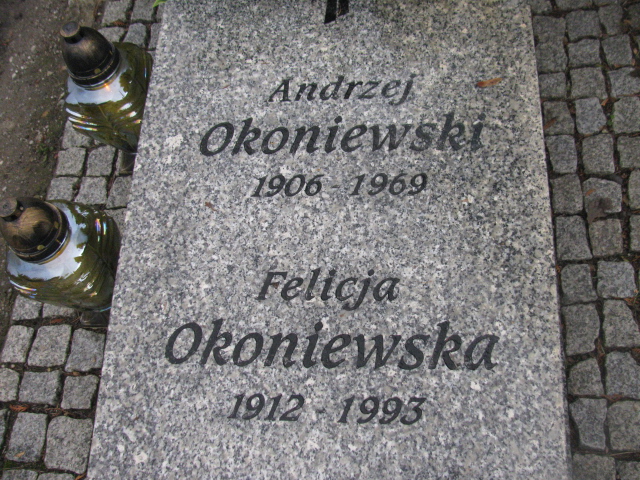 Andrzej
Okoniewski
1906 - 1969
Felicja
Okoniewska
1912 - 1993